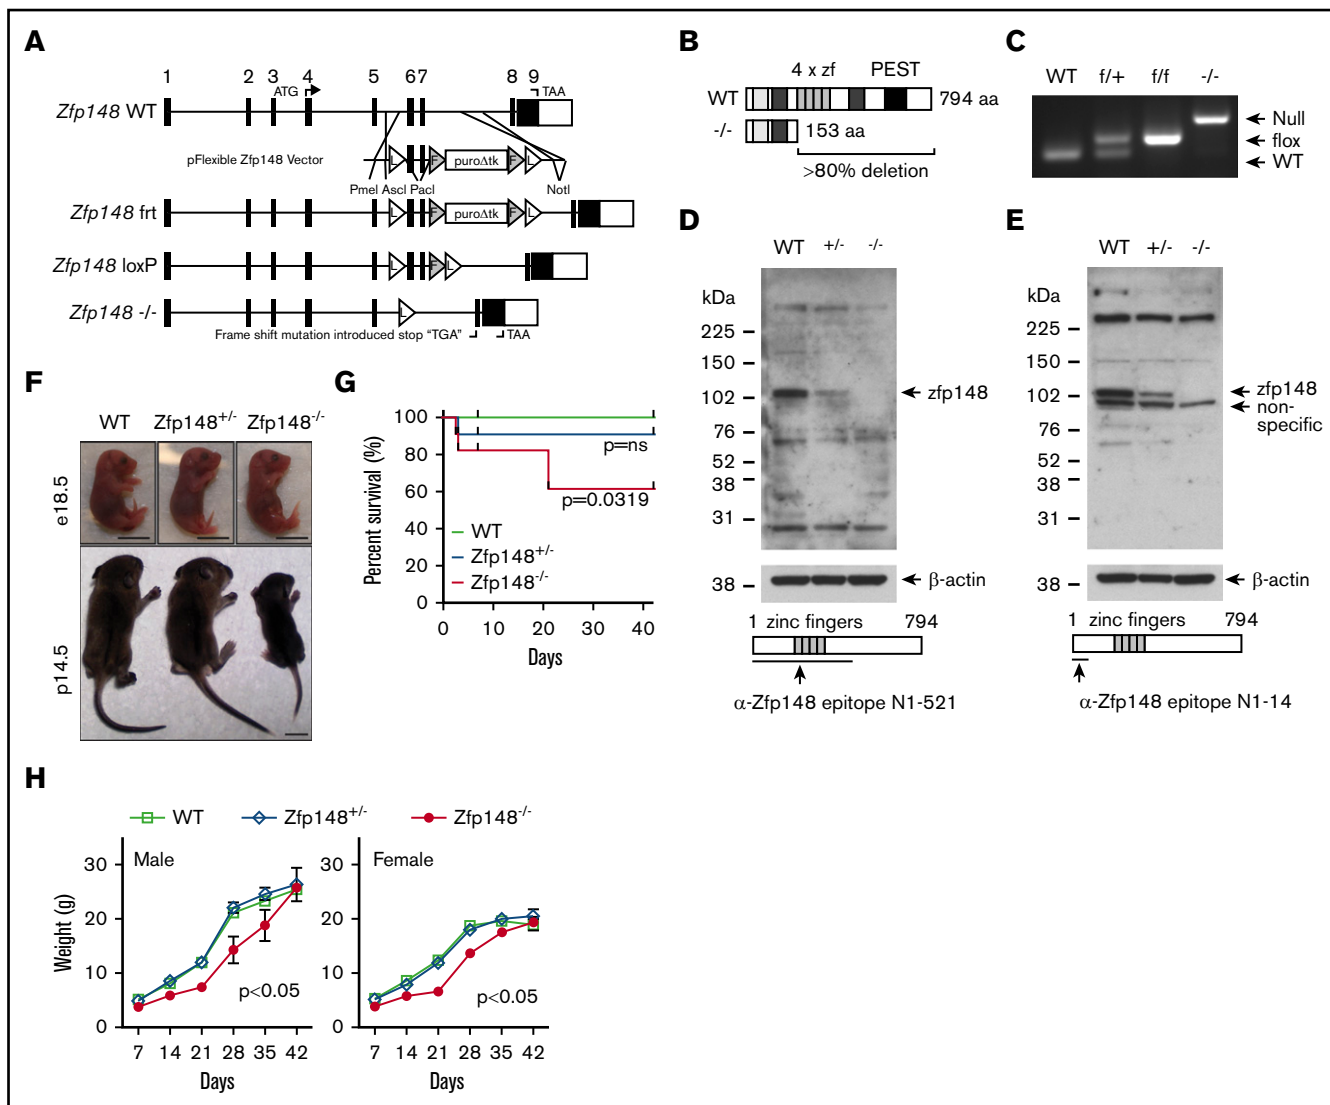 A
1 2 3 4 5 6 7 8 9
ATG
TAA
Zfp148 WT
pFlexible Zfp148 Vector
L F puroΔtk F L
PmeI AscI PacI NotI
Zfp148 frt
L F puroΔtk F L
Zfp148 loxP
L F L
Zfp148 -/-
L
Frame shift mutation introduced stop "TGA"
TAA
B
4 x zf PEST
WT 794 aa
-/- 153 aa
>80% deletion
C
WT f/+ f/f -/-
Null
flox
WT
D
WT +/- -/-
kDa
225
150
102
76
52
38
31
zfp148
38
β-actin
1 zinc fingers 794
α-Zfp148 epitope N1-521
E
WT +/- -/-
kDa
225
150
102
76
52
38
31
zfp148
non-
specific
38
β-actin
1 zinc fingers 794
α-Zfp148 epitope N1-14
F
WT Zfp148+/- Zfp148-/-
e18.5
p14.5
G
Percent survival (%)
100
80
60
40
20
0
p=ns
p=0.0319
WT
Zfp148+/-
Zfp148-/-
0 10 20 30 40
Days
H
WT Zfp148+/- Zfp148-/-
Weight (g)
Male
30
20
10
0
p<0.05
7 14 21 28 35 42
Days
Female
30
20
10
0
p<0.05
7 14 21 28 35 42
Days